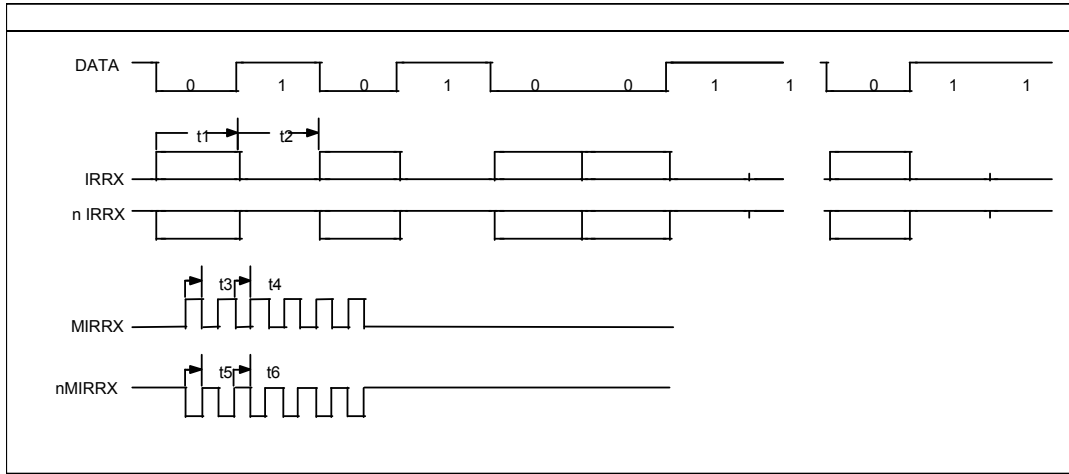 DATA 0 1 0 1 0 0 1 1 0 1 1
t1 t2
IRRX
n IRRX
t3 t4
MIRRX
t5 t6
nMIRRX